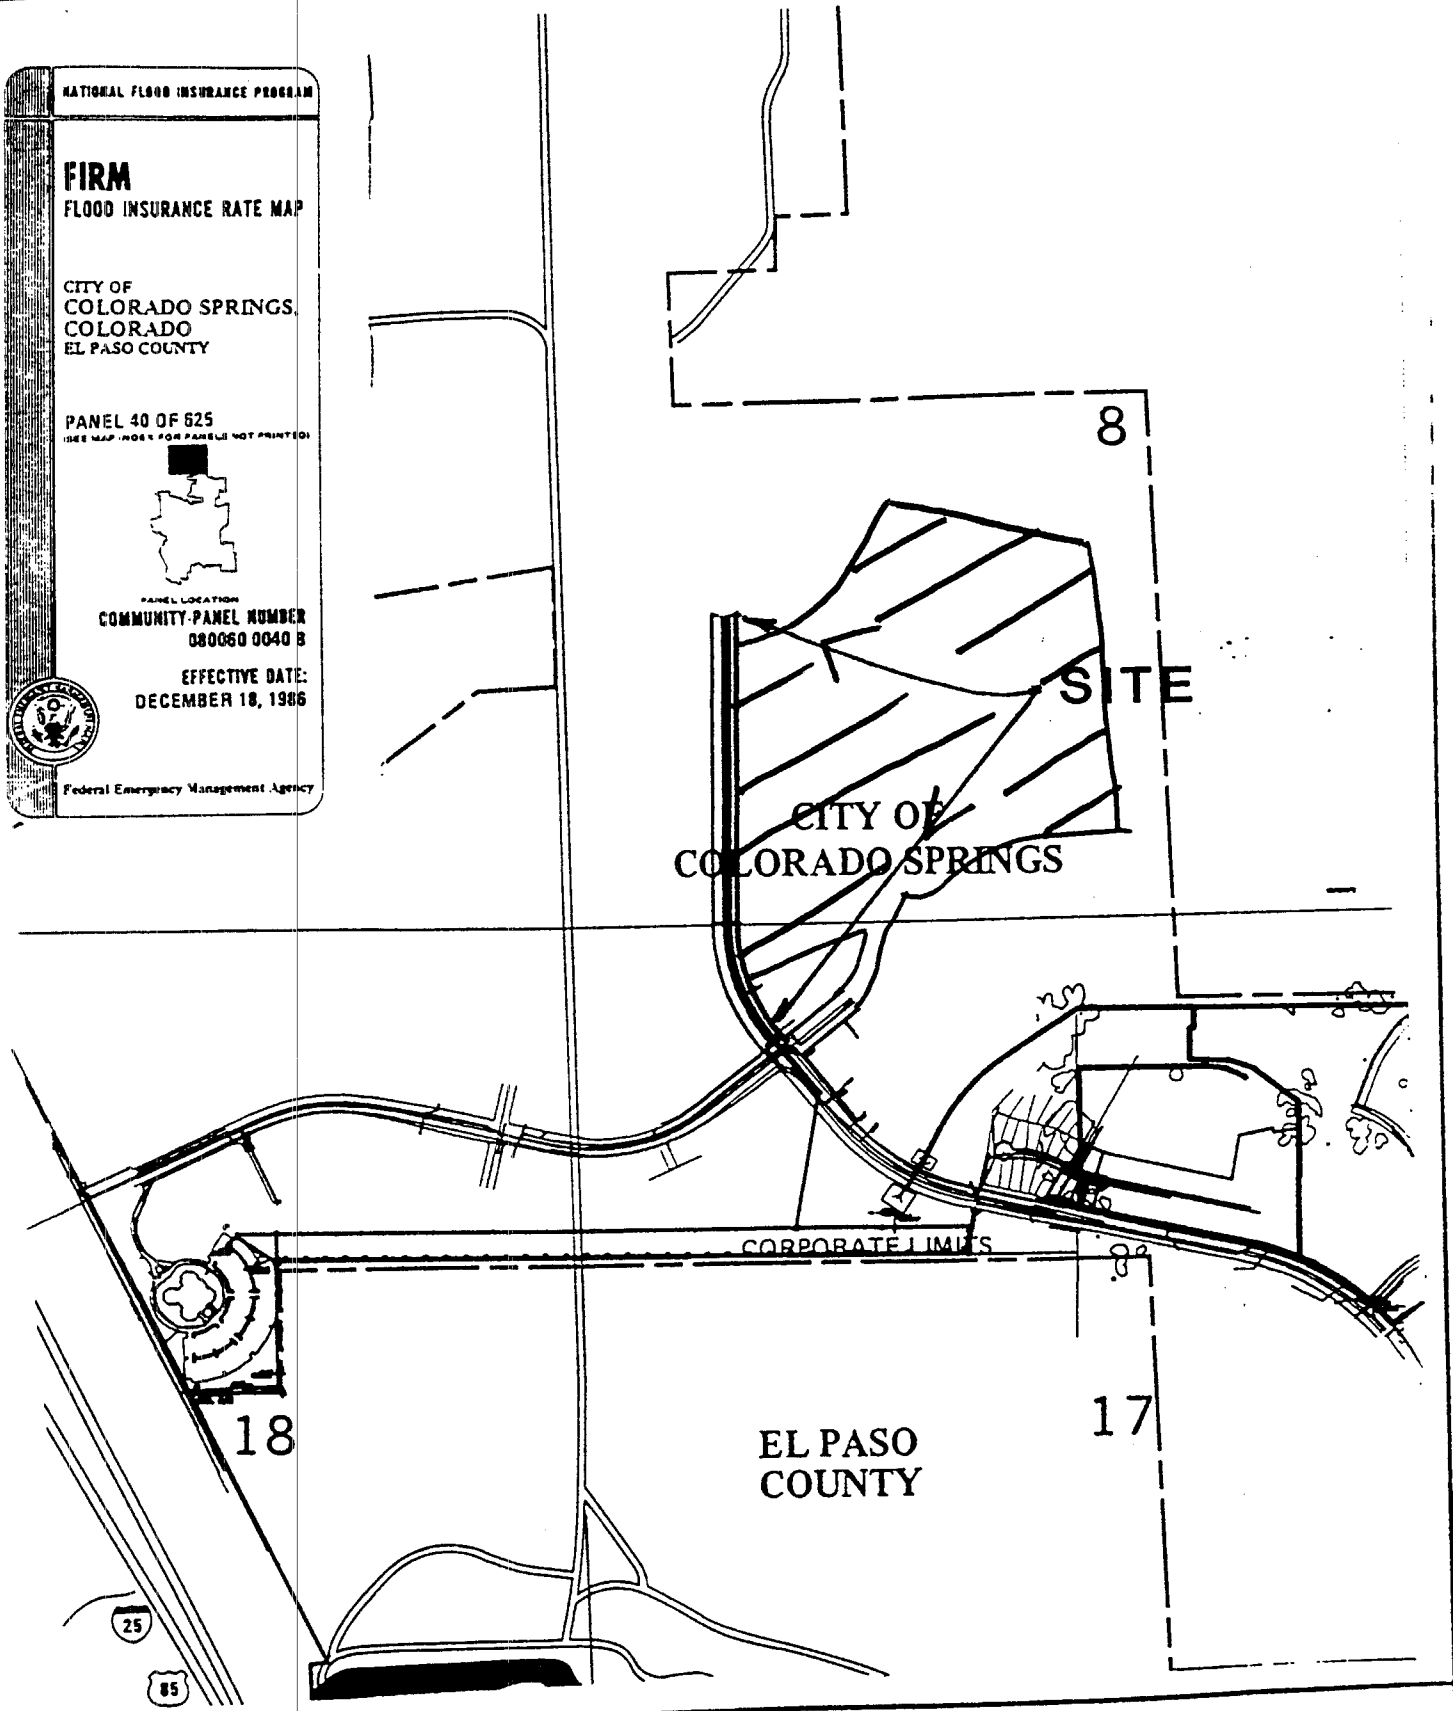 NATIONAL FLOOD INSURANCE PROGRAM
FIRM
FLOOD INSURANCE RATE MAP
CITY OF
COLORADO SPRINGS,
COLORADO
EL PASO COUNTY
PANEL 40 OF 625
(SEE MAP INDEX FOR PANELS NOT PRINTED)
PANEL LOCATION
COMMUNITY-PANEL NUMBER
080060 0040 B
EFFECTIVE DATE:
DECEMBER 18, 1986
Federal Emergency Management Agency
8
SITE
CITY OF
COLORADO SPRINGS
CORPORATE LIMITS
18
17
EL PASO
COUNTY
25
85